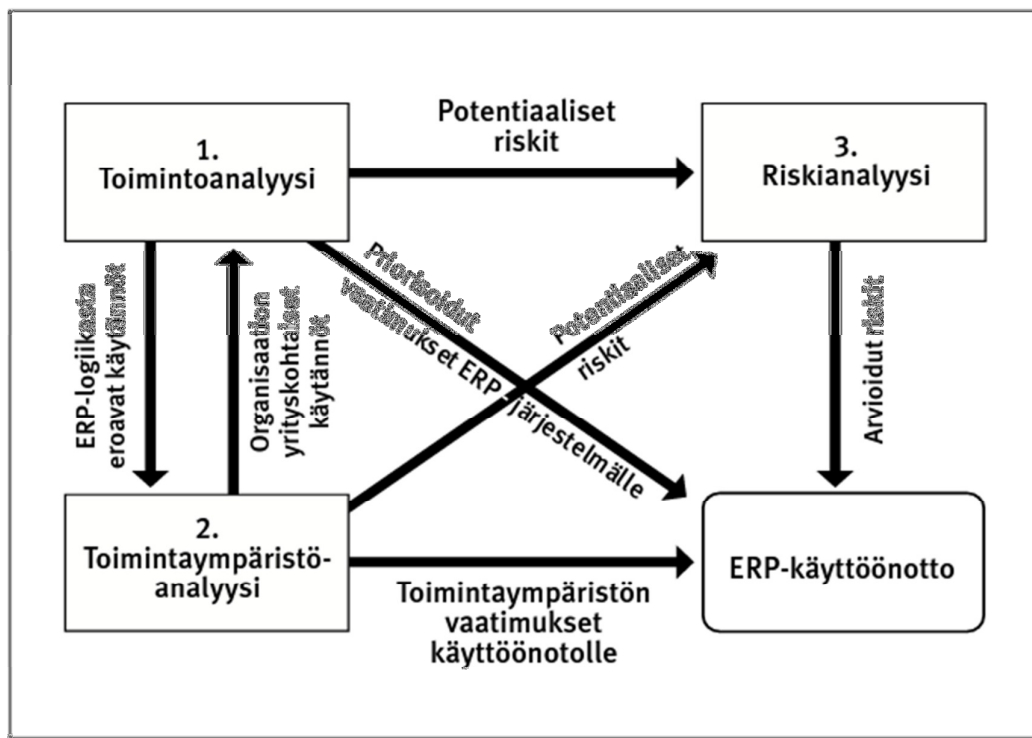 Potentiaaliset
riskit
1.
Toimintoanalyysi
3.
Riskianalyysi
ERP-logiikasta
eroavat käytännöt
Organisaation
yrityskohtaiset
käytännöt
Priorisoidut
vaatimukset ERP -järjestelmälle
Potentiaaliset
riskit
Arvioidut riskit
2.
Toimintaympäristö-
analyysi
ERP-käyttöönotto
Toimintaympäristön
vaatimukset
käyttöönotolle